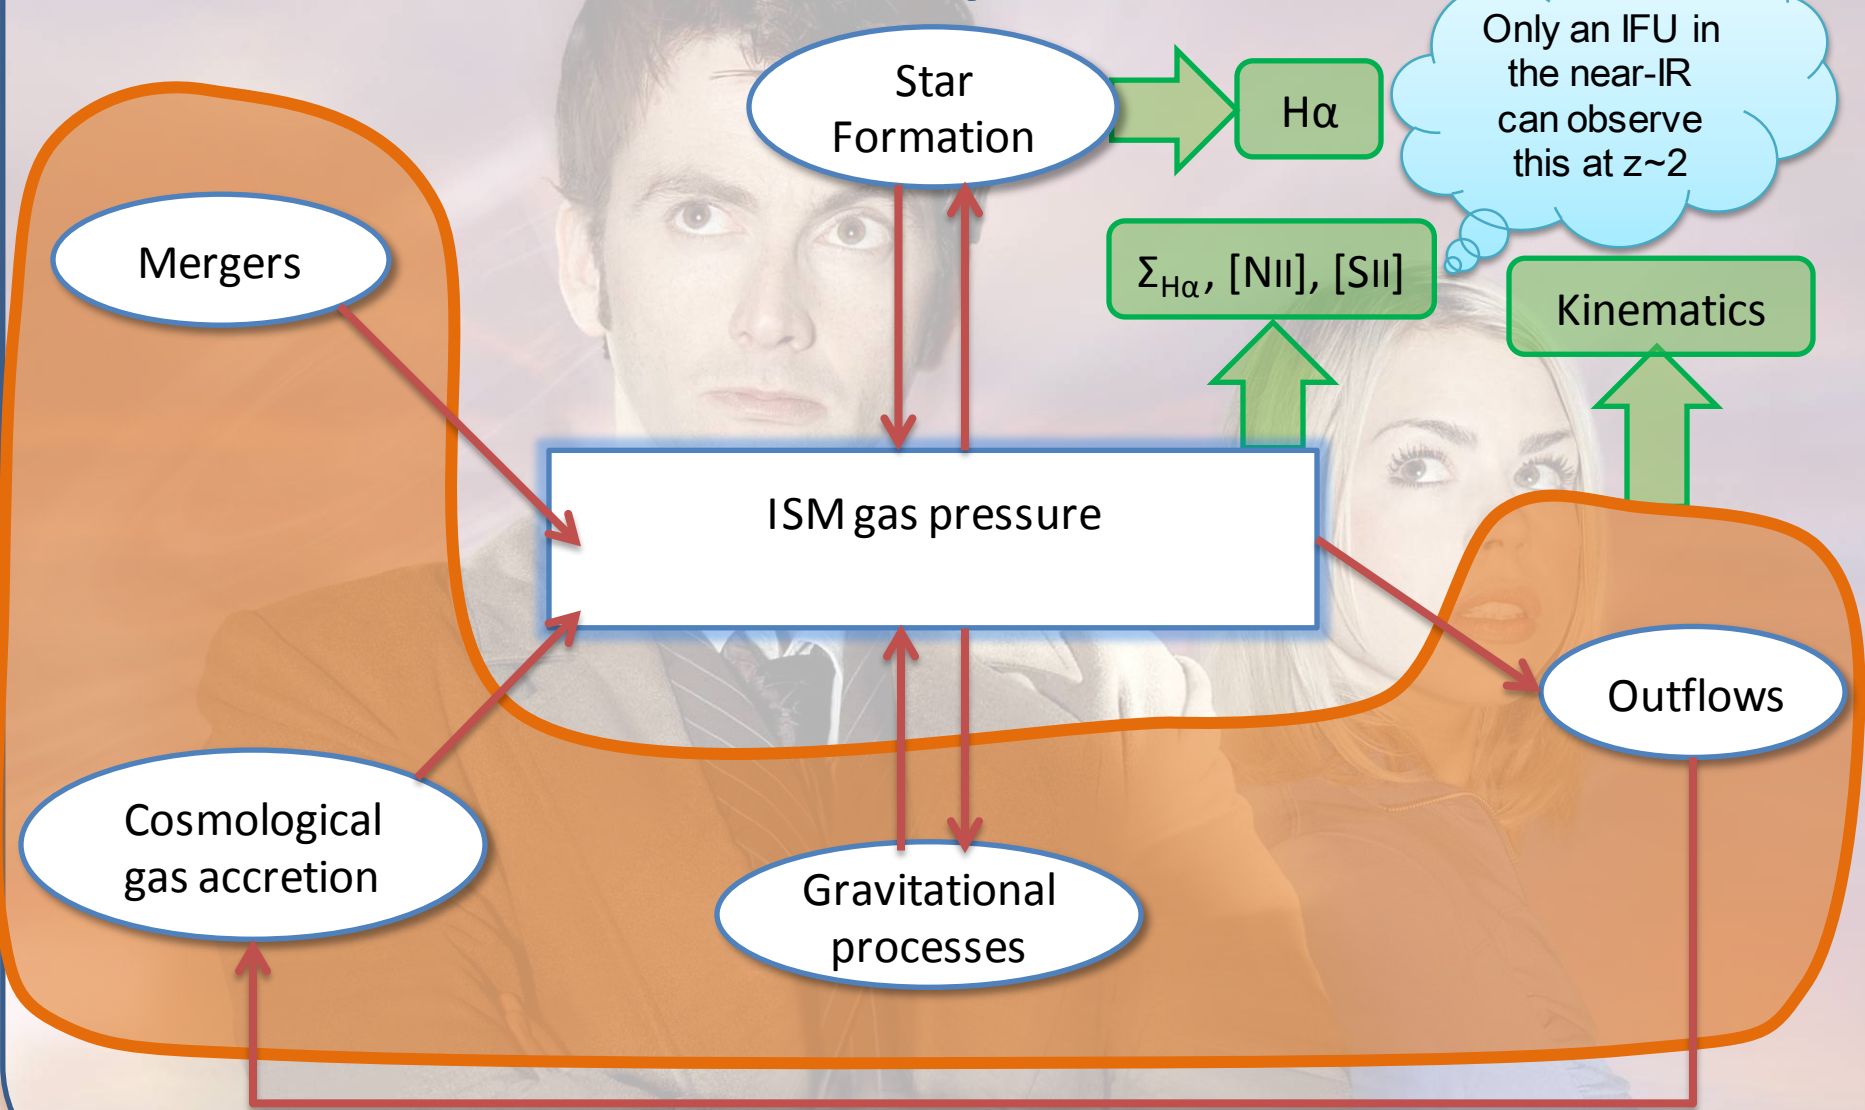 Only an IFU in
the near-IR
can observe
this at z~2
Star
Formation
Hα
Mergers
ΣHα, [NII], [SII]
Kinematics
ISM gas pressure
Outflows
Cosmological
gas accretion
Gravitational
processes